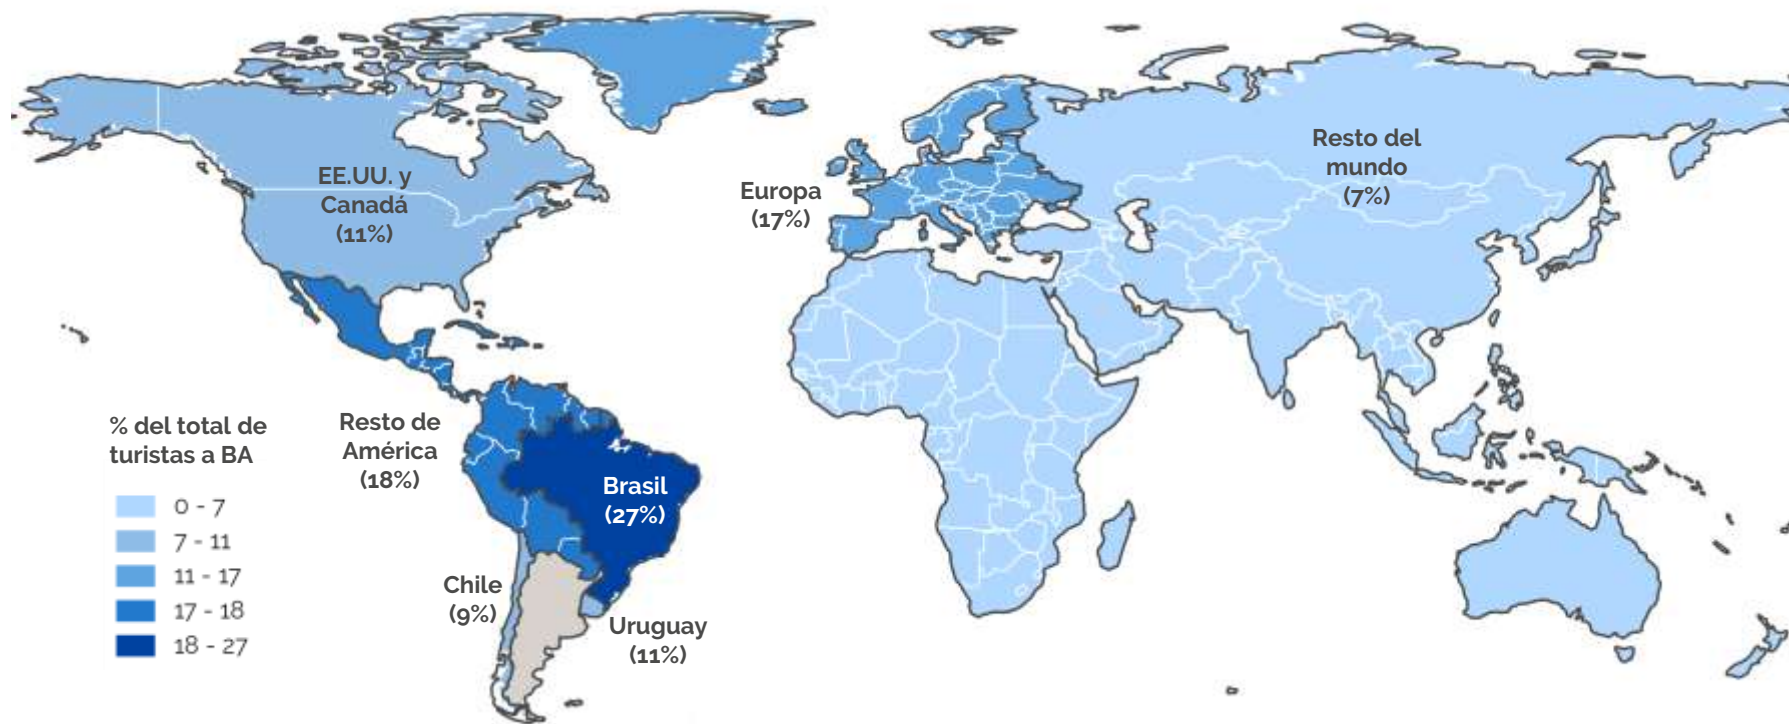 EE.UU. y
Canadá
(11%)
Europa
(17%)
Resto del
mundo
(7%)
Resto de
América
(18%)
Brasil
(27%)
Chile
(9%)
Uruguay
(11%)
% del total de
turistas a BA
0 - 7
7 - 11
11 - 17
17 - 18
18 - 27